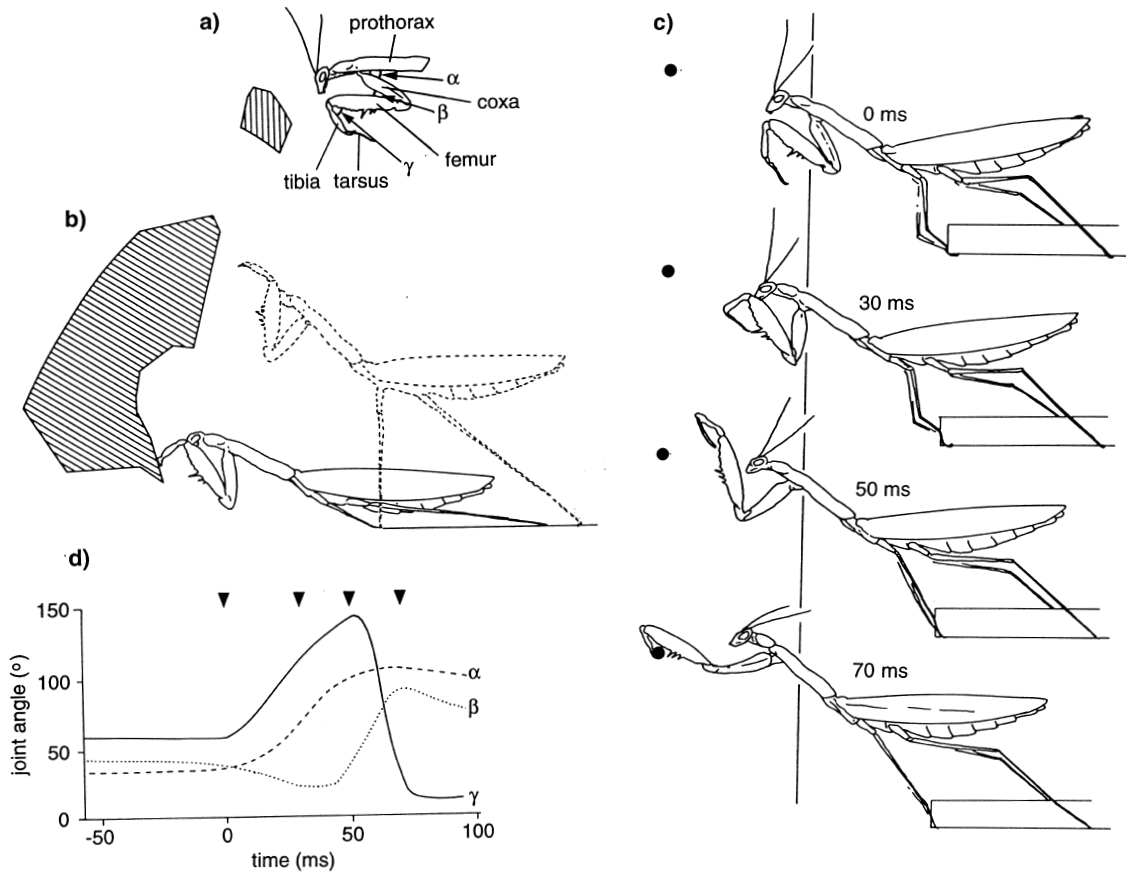 a)
prothorax
α
coxa
β
femur
γ
tibia tarsus
b)
c)
0 ms
30 ms
50 ms
70 ms
d)
150
100
50
0
joint angle (o)
-50
0
50
100
time (ms)
α
β
γ